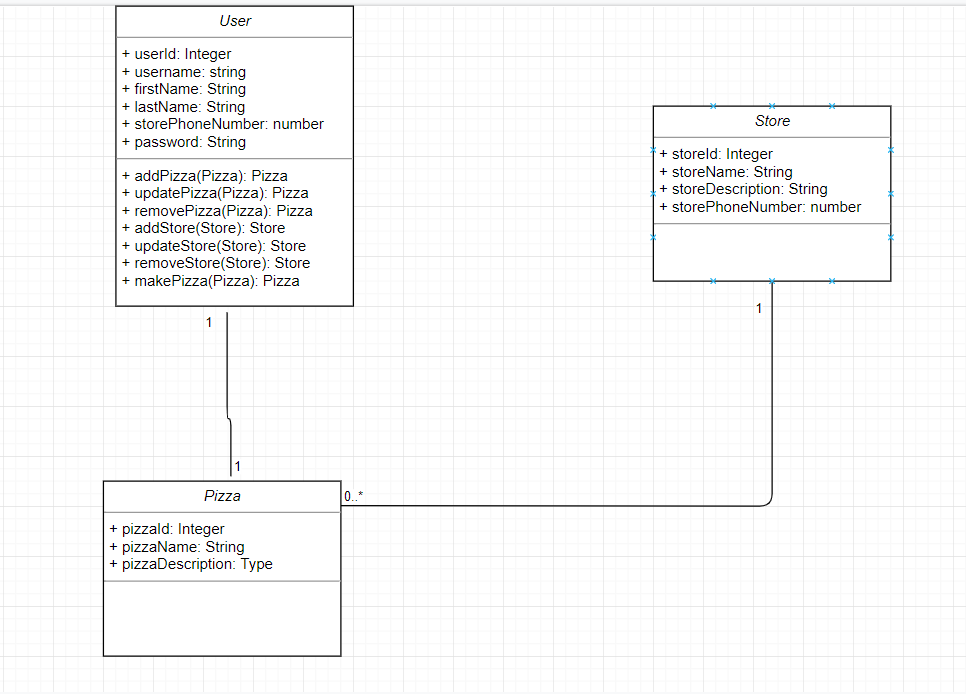 User
+ userId: Integer
+ username: string
+ firstName: String
+ lastName: String
+ storePhoneNumber: number
+ password: String
+ addPizza(Pizza): Pizza
+ updatePizza(Pizza): Pizza
+ removePizza(Pizza): Pizza
+ addStore(Store): Store
+ updateStore(Store): Store
+ removeStore(Store): Store
+ makePizza(Pizza): Pizza
Store
+ storeId: Integer
+ storeName: String
+ storeDescription: String
+ storePhoneNumber: number
1
1
1
0..*
Pizza
+ pizzaId: Integer
+ pizzaName: String
+ pizzaDescription: Type